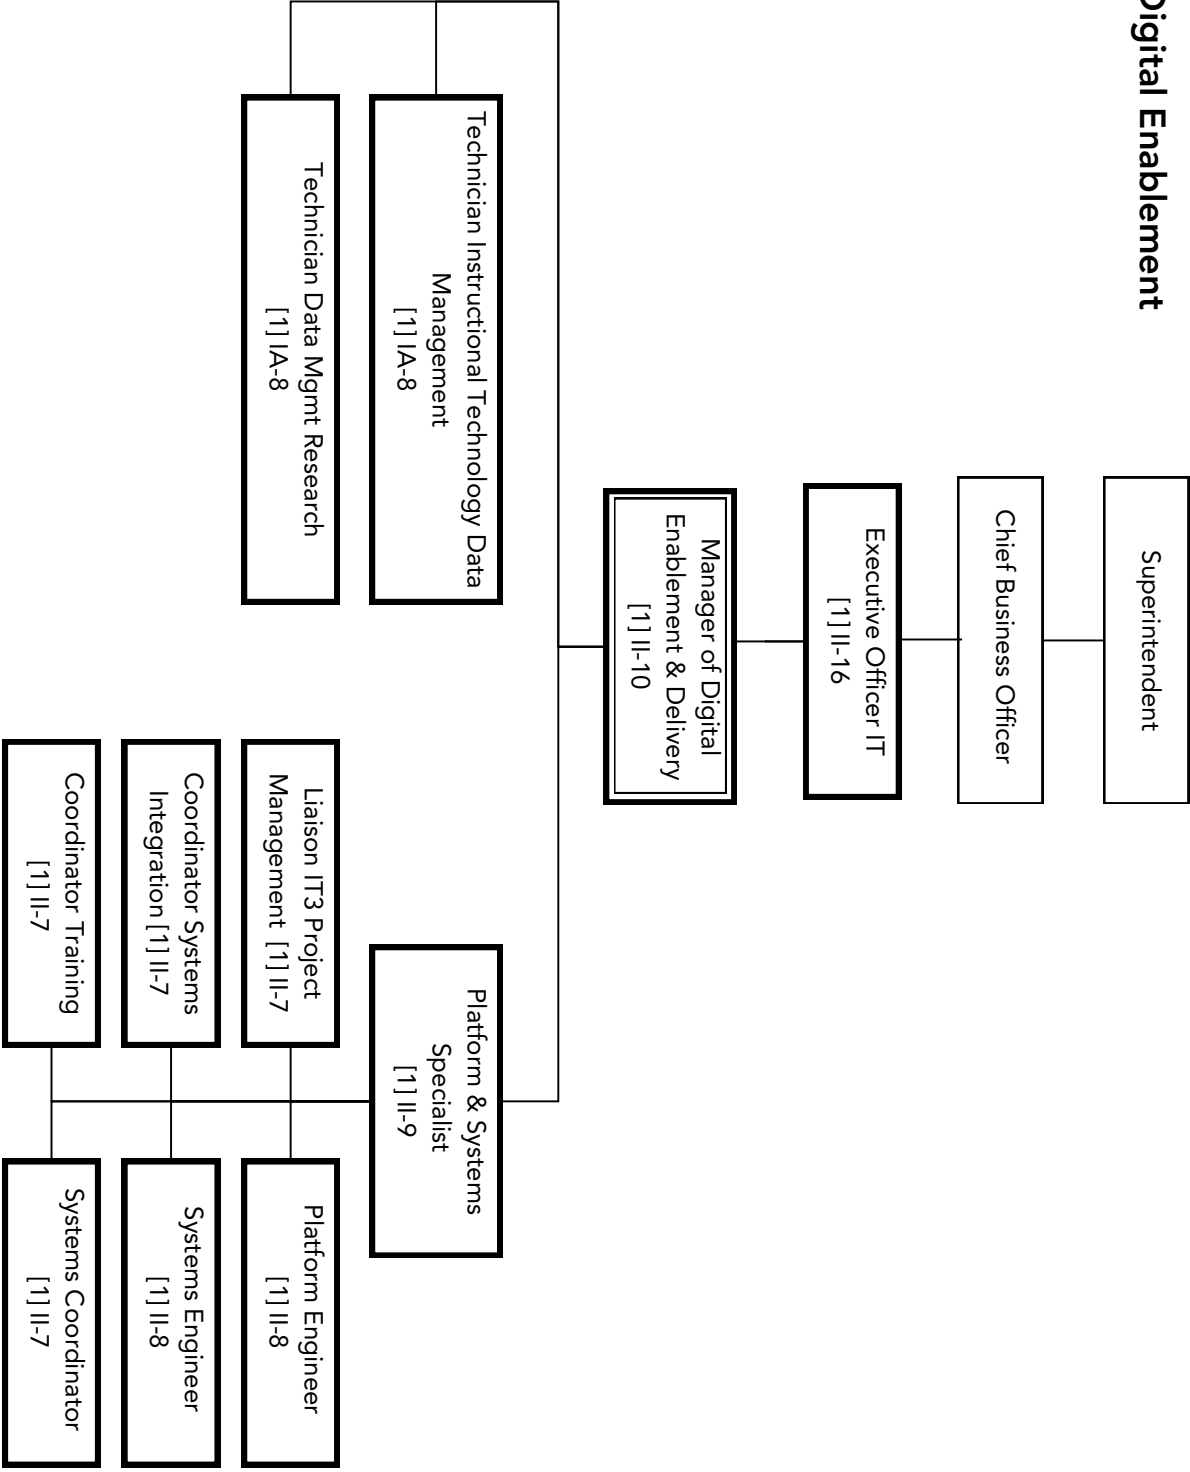 Digital Enablement
Superintendent
Chief Business Officer
Executive Officer IT
[1] II-16
Manager of Digital
Enablement & Delivery
[1] II-10
Technician Instructional Technology Data
Management
[1] IA-8
Technician Data Mgmt Research
[1] IA-8
Platform & Systems
Specialist
[1] II-9
Liaison IT3 Project
Management [1] II-7
Platform Engineer
[1] II-8
Coordinator Systems
Integration [1] II-7
Systems Engineer
[1] II-8
Coordinator Training
[1] II-7
Systems Coordinator
[1] II-7